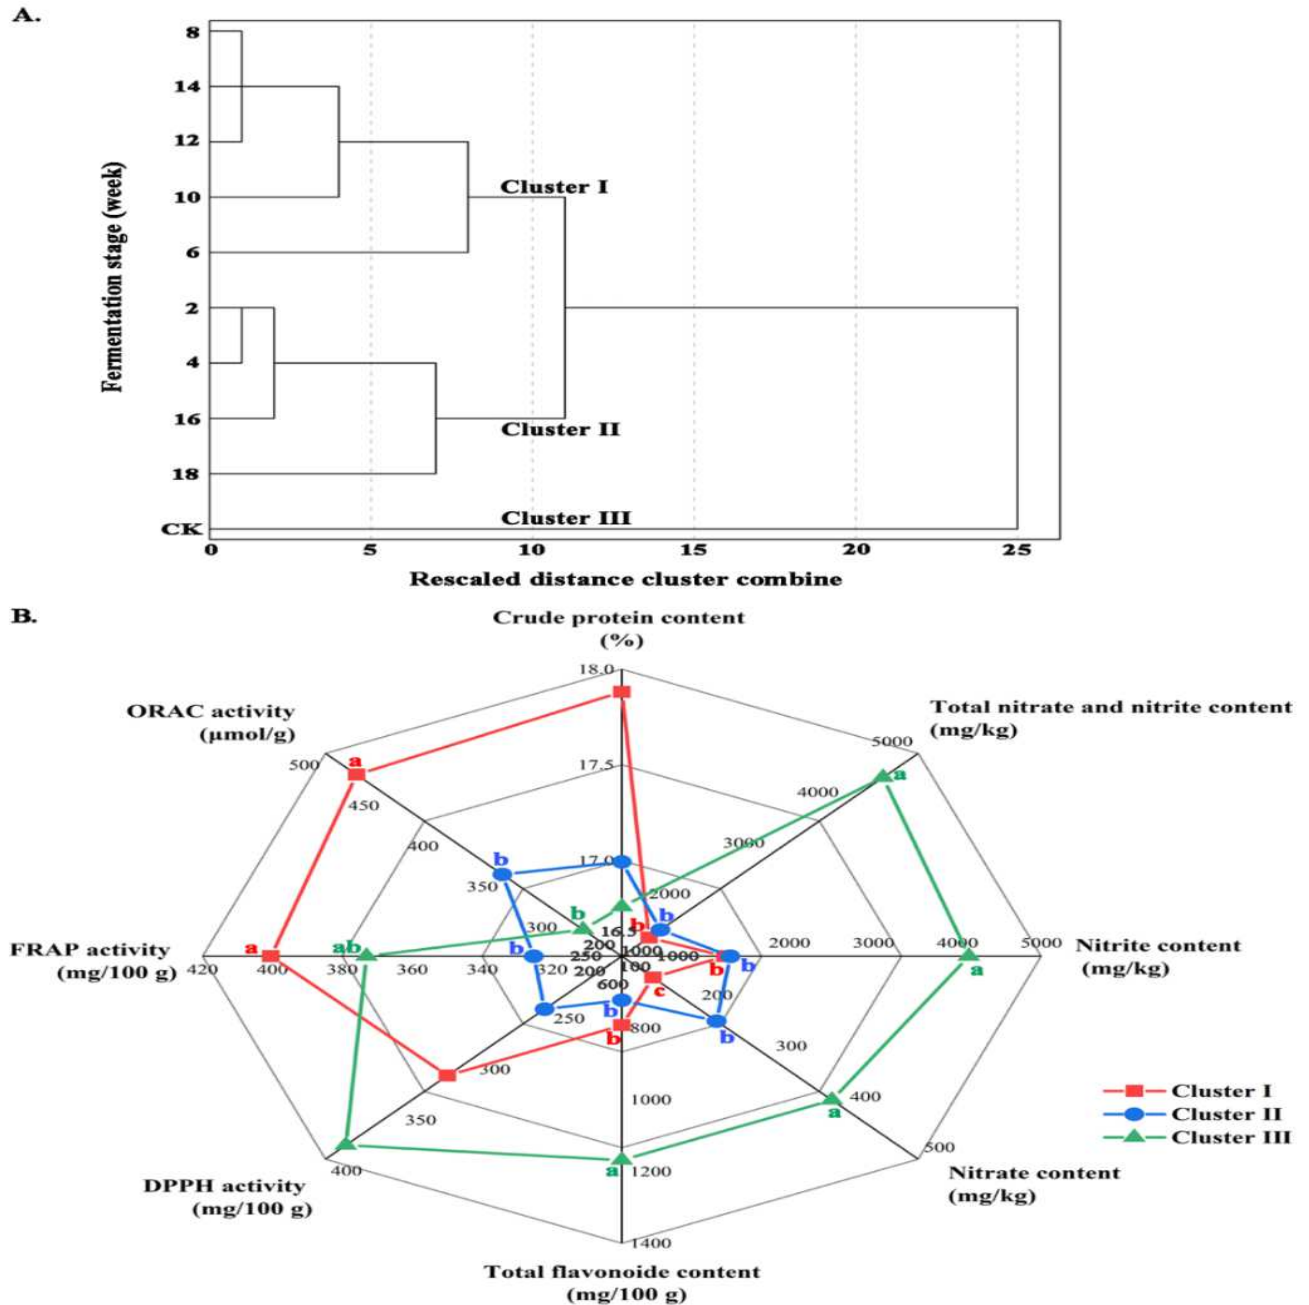 A.
8
14
12
10
6
2
4
16
18
CK
Fermentation stage (week)
Cluster I
Cluster II
Cluster III
0 5 10 15 20 25
Rescaled distance cluster combine
B.
Crude protein content
(%)
18.0
17.5
17.0
16.5
ORAC activity
(μmol/g)
500
450
400
350
300
250
200
Total nitrate and nitrite content
(mg/kg)
5000
4000
3000
2000
1000
FRAP activity
(mg/100 g)
420 400 380 360 340 320
Nitrite content
(mg/kg)
1000 2000 3000 4000 5000
DPPH activity
(mg/100 g)
400
350
300
250
200
Nitrate content
(mg/kg)
100
200
300
400
500
600
800
1000
1200
1400
Total flavonoide content
(mg/100 g)
a
b
b
a
ab
b
b
b
a
b
b
a
c
b
a
b
b
a
Cluster I
Cluster II
Cluster III